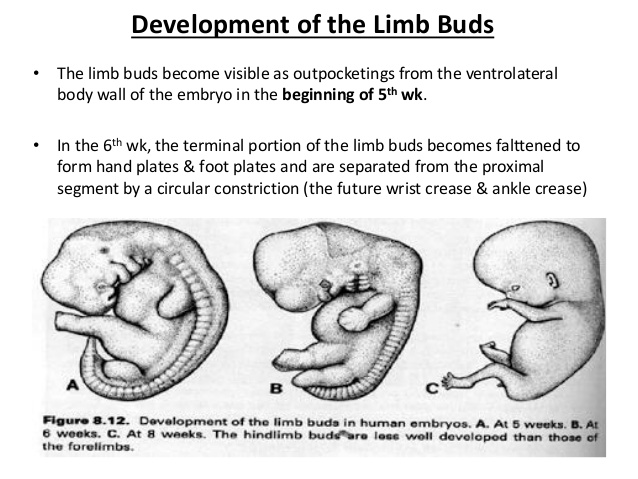 Development of the Limb Buds
• The limb buds become visible as outpocketings from the ventrolateral
body wall of the embryo in the beginning of 5th wk.
• In the 6th wk, the terminal portion of the limb buds becomes falttened to
form hand plates & foot plates and are separated from the proximal
segment by a circular constriction (the future wrist crease & ankle crease)
A B C
Figure 8.12. Development of the limb buds in human embryos. A. At 5 weeks. B. At
6 weeks. C. At 8 weeks. The hindlimb buds are less well developed than those of
the forelimbs.